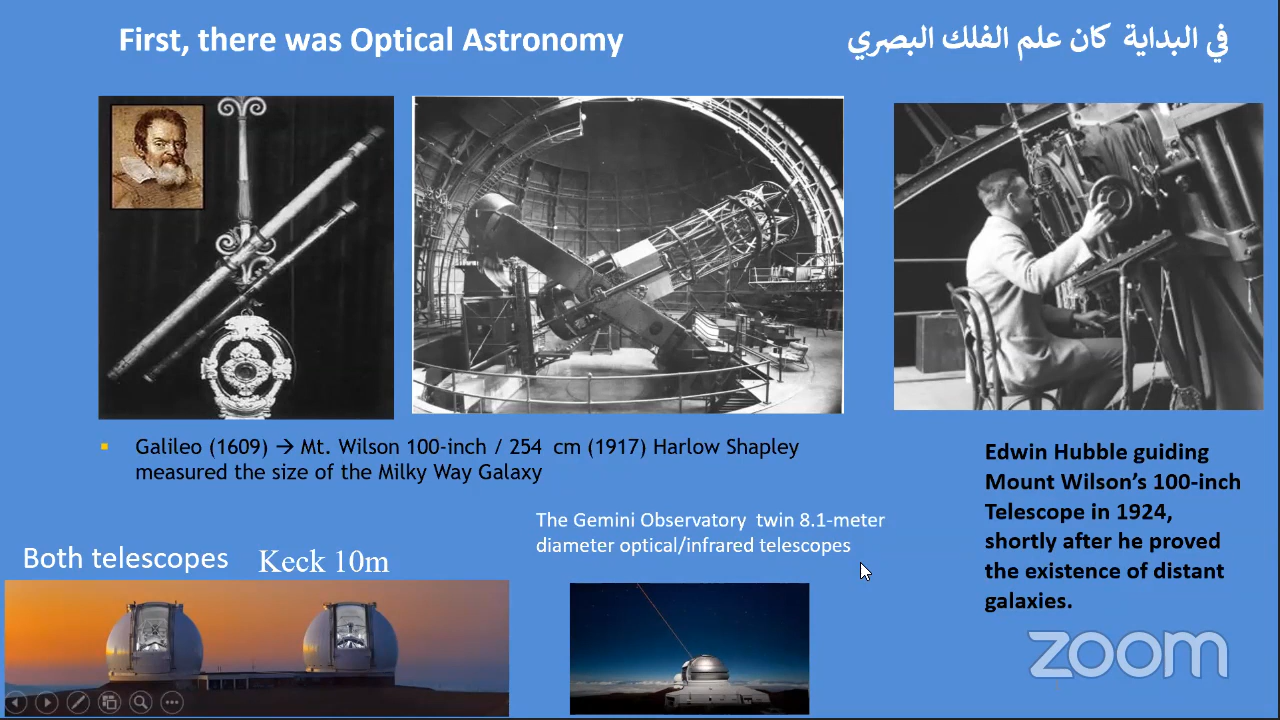 First, there was Optical Astronomy
في البداية كان علم الفلك البصري
Galileo (1609) → Mt. Wilson 100-inch / 254 cm (1917) Harlow Shapley
measured the size of the Milky Way Galaxy
Edwin Hubble guiding
Mount Wilson’s 100-inch
Telescope in 1924,
shortly after he proved
the existence of distant
galaxies.
The Gemini Observatory twin 8.1-meter
diameter optical/infrared telescopes
Both telescopes Keck 10m
zoom